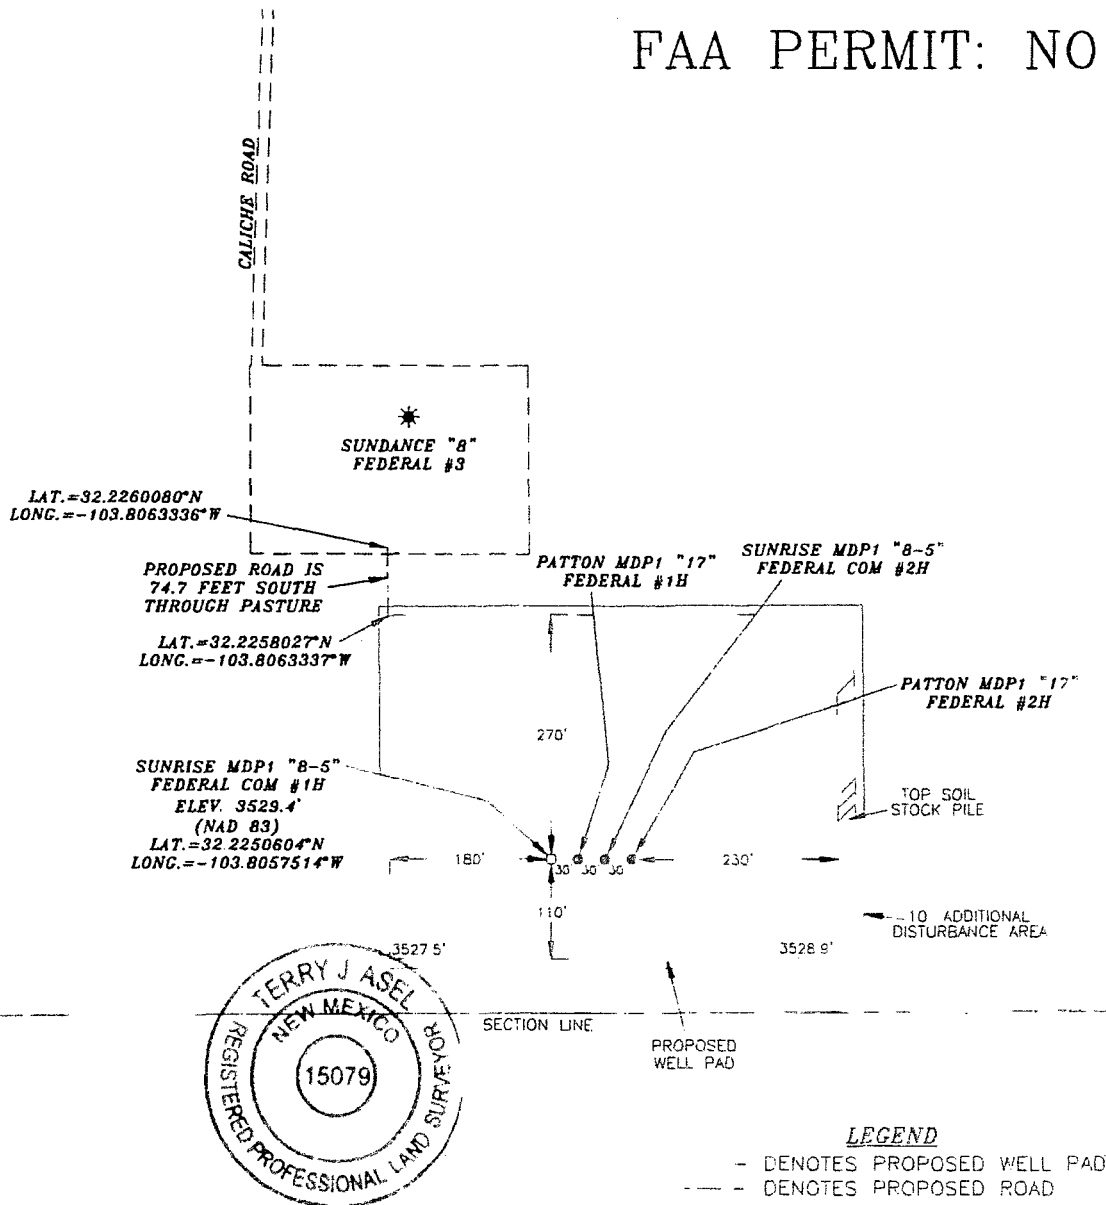 FAA PERMIT: NO
CALICHE ROAD
SUNDANCE "8"
FEDERAL #3
LAT.=32.2260080°N
LONG.=-103.8063336°W
PROPOSED ROAD IS
74.7 FEET SOUTH
THROUGH PASTURE
LAT.=32.2258027°N
LONG.=-103.8063337°W
PATTON MDP1 "17"
FEDERAL #1H
SUNRISE MDP1 "8-5"
FEDERAL COM #2H
PATTON MDP1 "17"
FEDERAL #2H
270'
SUNRISE MDP1 "8-5"
FEDERAL COM #1H
ELEV. 3529.4'
(NAD 83)
LAT.=32.2250604°N
LONG.=-103.8057514°W
TOP SOIL
STOCK PILE
180'
30'
30'
30'
230'
110'
10 ADDITIONAL
DISTURBANCE AREA
3527.5'
3528.9'
SECTION LINE
PROPOSED
WELL PAD
TERRY J ASEL
NEW MEXICO
15079
REGISTERED PROFESSIONAL LAND SURVEYOR
LEGEND
- DENOTES PROPOSED WELL PAD
- DENOTES PROPOSED ROAD